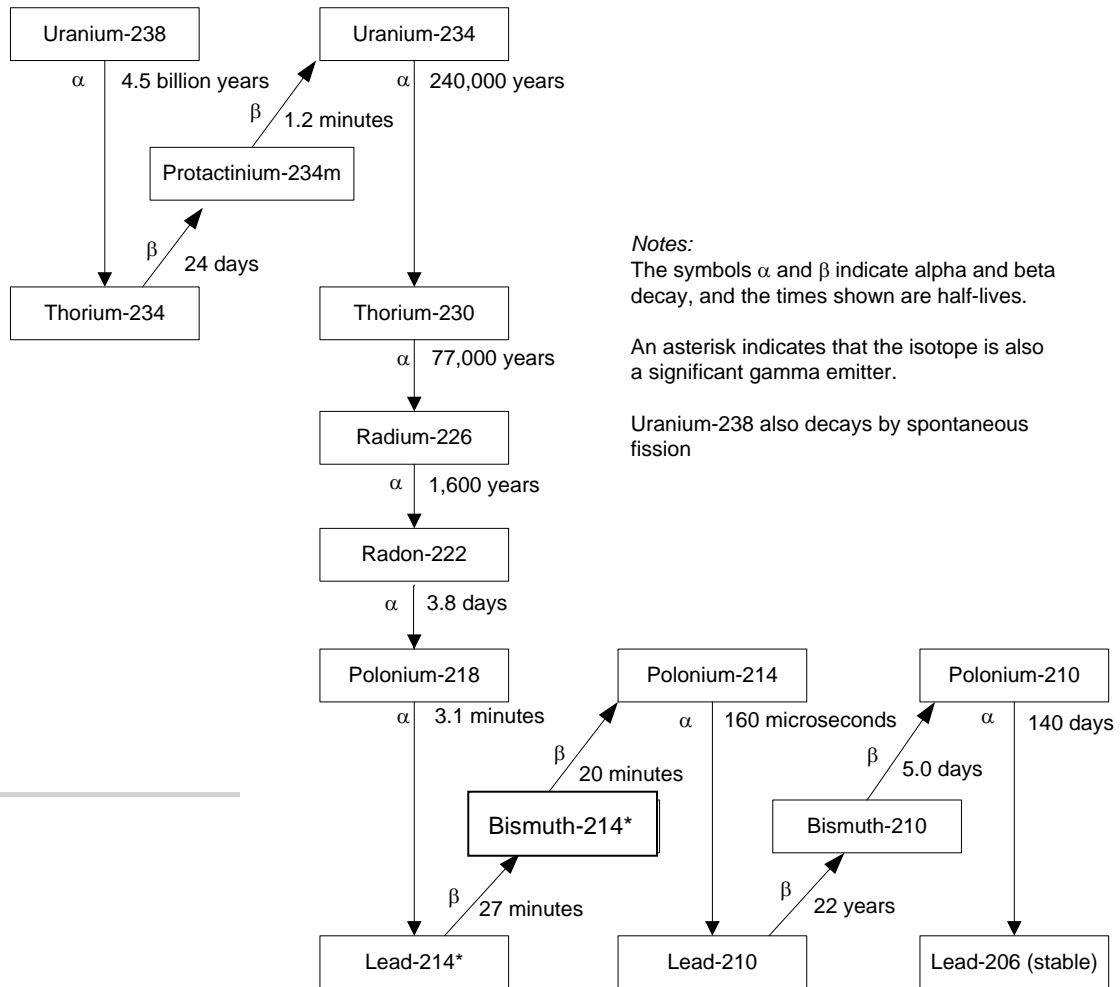 Uranium-238
Uranium-234
α 4.5 billion years
α 240,000 years
β
1.2 minutes
Protactinium-234m
β
24 days
Thorium-234
Thorium-230
Notes:
The symbols α and β indicate alpha and beta
decay, and the times shown are half-lives.
An asterisk indicates that the isotope is also
a significant gamma emitter.
Uranium-238 also decays by spontaneous
fission
α 77,000 years
Radium-226
α 1,600 years
Radon-222
α 3.8 days
Polonium-218
Polonium-214
Polonium-210
α 3.1 minutes
α 160 microseconds
α 140 days
β
20 minutes
β
5.0 days
Bismuth-214*
Bismuth-210
β
27 minutes
β
22 years
Lead-214*
Lead-210
Lead-206 (stable)